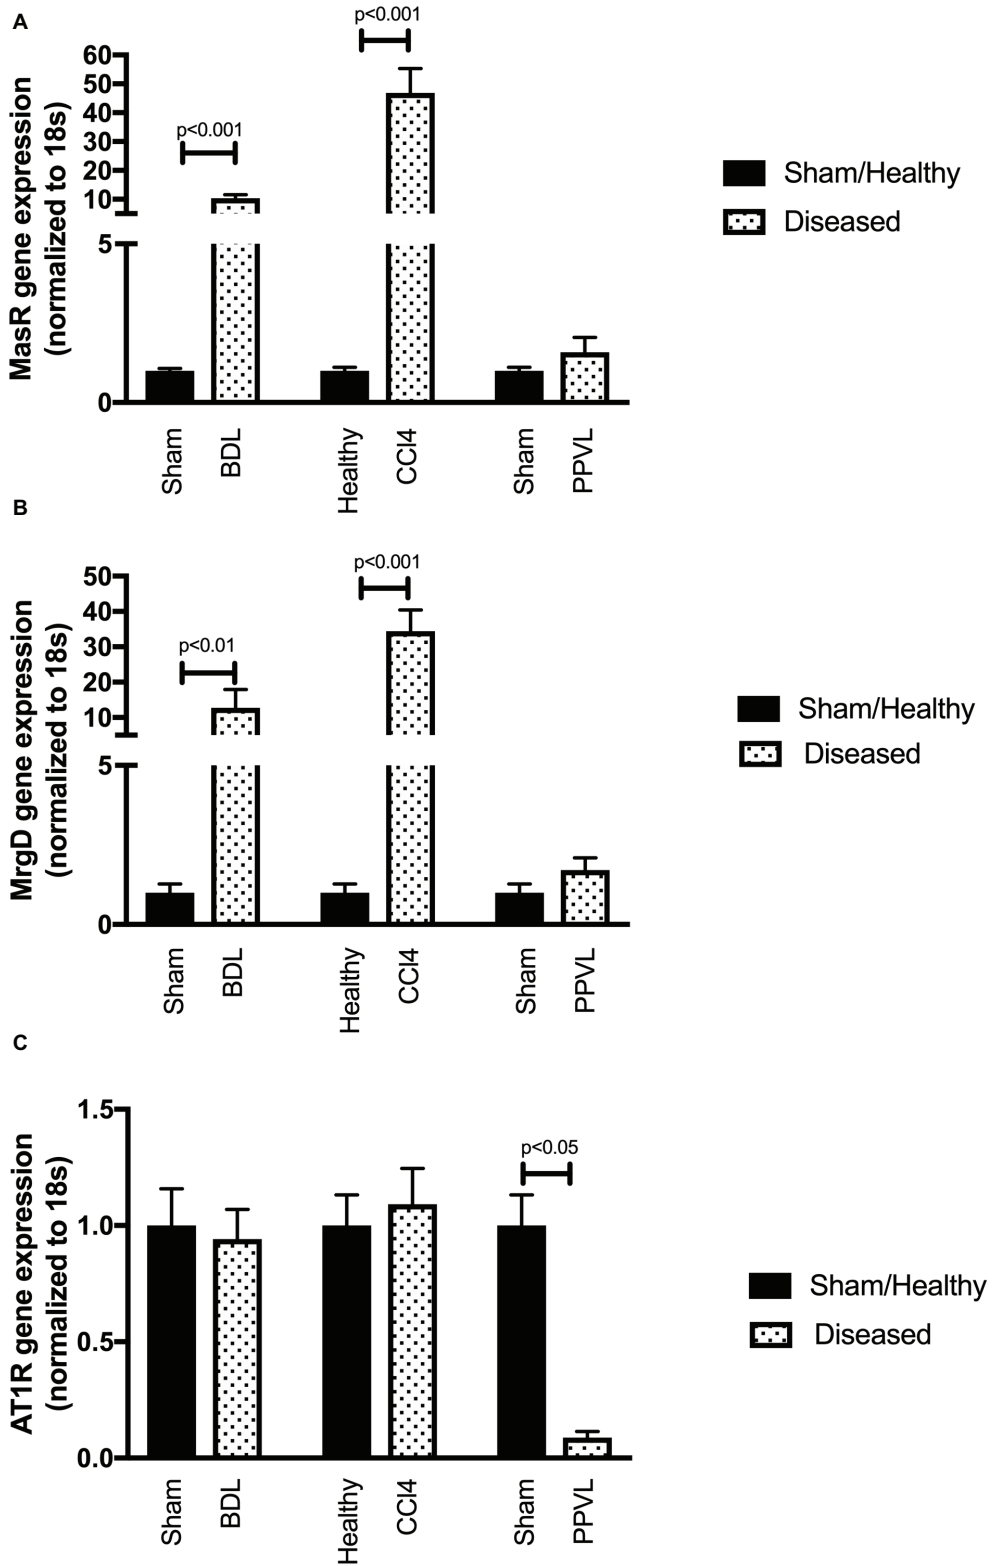 A
p<0.001
p<0.001
MasR gene expression
(normalized to 18s)
60
50
40
30
20
10
5
0
Sham
BDL
Healthy
CCl4
Sham
PPVL
Sham/Healthy
Diseased
B
p<0.001
p<0.01
MrgD gene expression
(normalized to 18s)
50
40
30
20
10
5
0
Sham
BDL
Healthy
CCl4
Sham
PPVL
Sham/Healthy
Diseased
C
p<0.05
AT1R gene expression
(normalized to 18s)
1.5
1.0
0.5
0.0
Sham
BDL
Healthy
CCl4
Sham
PPVL
Sham/Healthy
Diseased